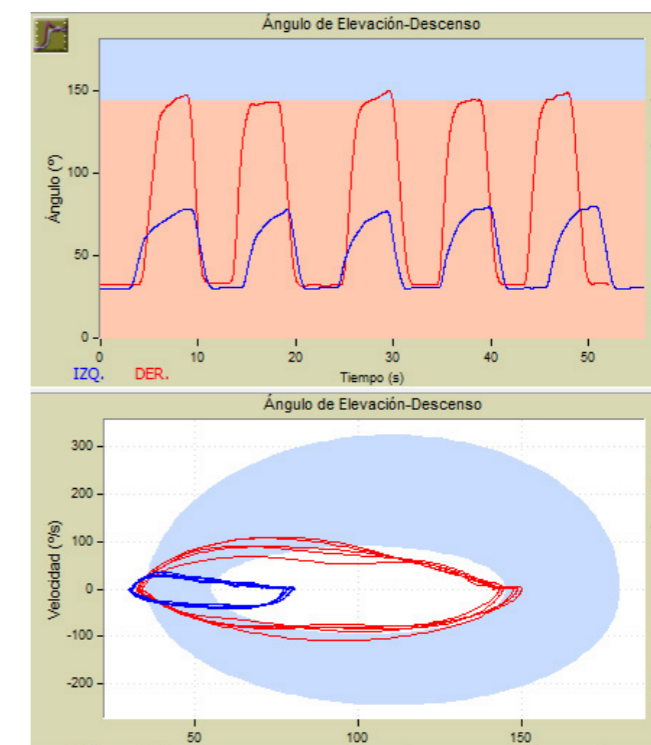 Ángulo de Elevación-Descenso
150
100
50
0
Ángulo (º)
0 10 20 30 40 50
IZQ. DER. Tiempo (s)
Ángulo de Elevación-Descenso
300
200
100
0
-100
-200
Velocidad (º/s)
50 100 150